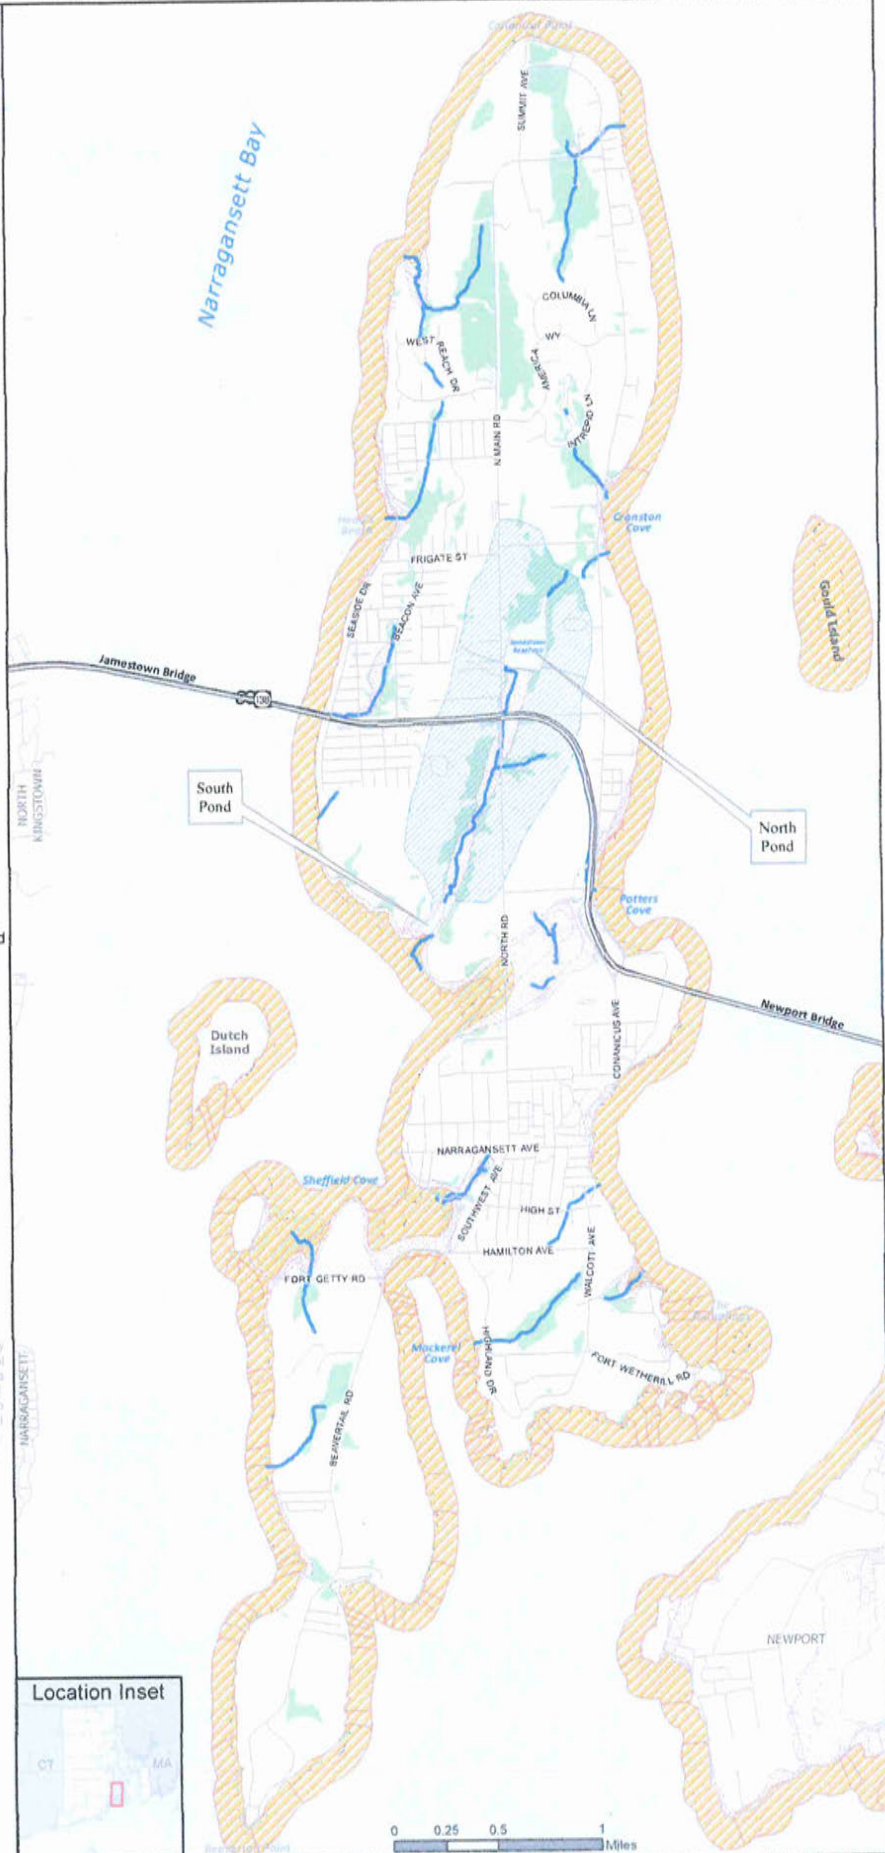 Narragansett Bay
SUMMIT AVE
COLUMBIA LN
WEST
REACH DR
AMERICA
WY
INTREPID LN
N MAIN RD
Cranston
Cove
FRIGATE ST
SEASIDE DR
BEACON AVE
Gould Island
Jamestown Bridge
138
South
Pond
NORTH
KINGSTOWN
North
Pond
Potters
Cove
NORTH RD
Newport Bridge
CONANICUS AVE
Dutch
Island
NARRAGANSETT AVE
Sheffield Cove
SOUTHWEST AVE
HIGH ST
HAMILTON AVE
WALCOTT AVE
FORT GETTY RD
Mackerel
Cove
HIGHLAND DR
FORT WETHERILL RD
NARRAGANSETT
BEAVERTAIL RD
NEWPORT
Location Inset
CT
MA
0 0.25 0.5 1
Miles